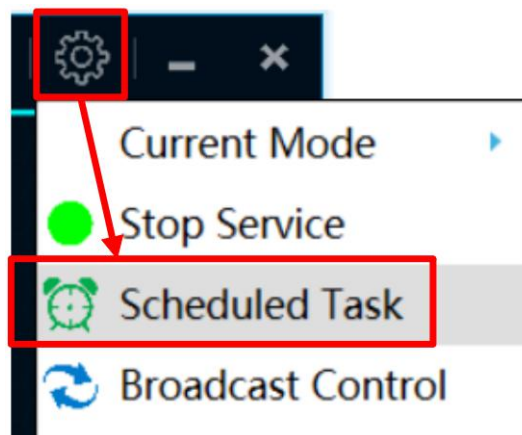 Current Mode
Stop Service
Scheduled Task
Broadcast Control